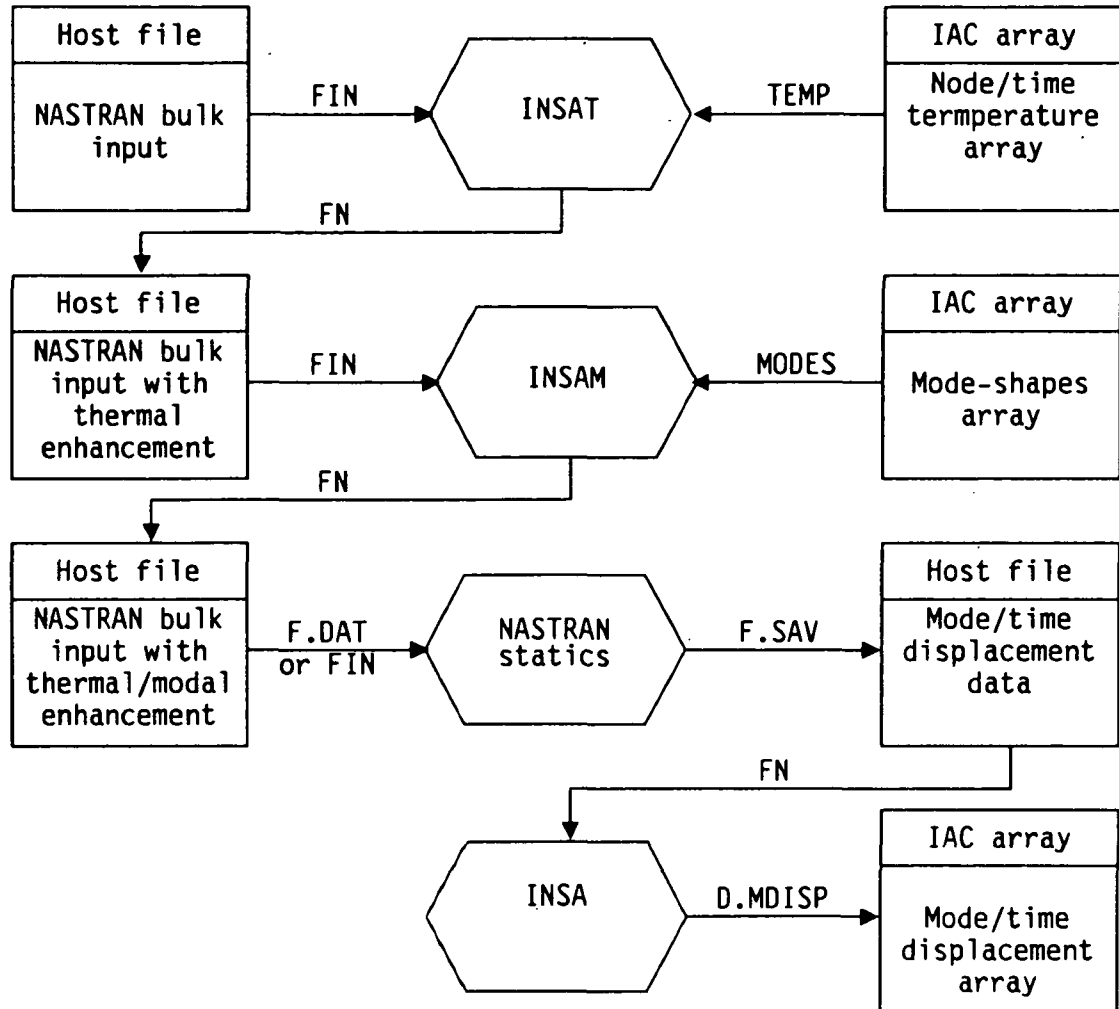 Host file
NASTRAN bulk
input
FIN
INSAT
TEMP
IAC array
Node/time
termperature
array
FN
Host file
NASTRAN bulk
input with
thermal
enhancement
FIN
INSAM
MODES
IAC array
Mode-shapes
array
FN
Host file
NASTRAN bulk
input with
thermal/modal
enhancement
F.DAT
or FIN
NASTRAN
statics
F.SAV
Host file
Mode/time
displacement
data
FN
INSA
D.MDISP
IAC array
Mode/time
displacement
array